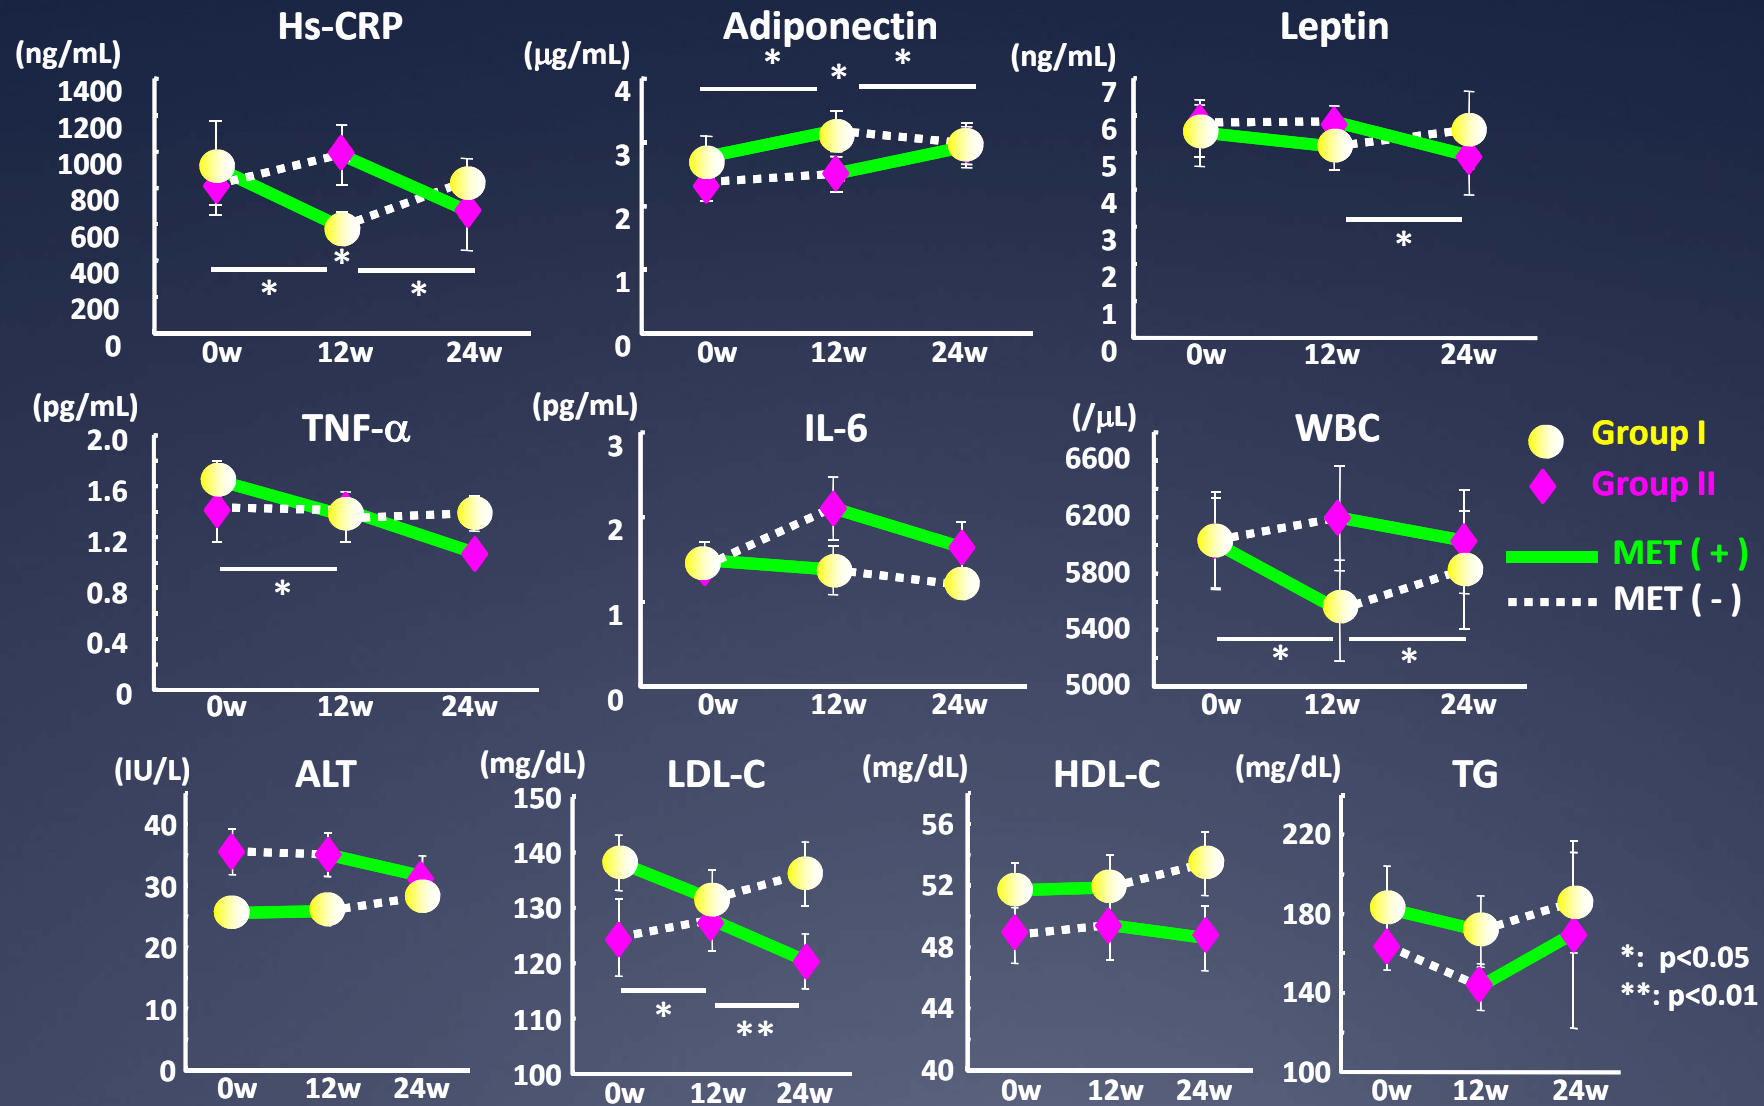 Hs-CRP
(ng/mL)
1400
1200
1000
800
600
400
200
0
0w 12w 24w
*
*
*
Adiponectin
(μg/mL)
4
3
2
1
0
0w 12w 24w
*
*
*
Leptin
(ng/mL)
7
6
5
4
3
2
1
0
0w 12w 24w
*
TNF-α
(pg/mL)
2.0
1.6
1.2
0.8
0.4
0
0w 12w 24w
*
IL-6
(pg/mL)
3
2
1
0
0w 12w 24w
WBC
(/μL)
6600
6200
5800
5400
5000
0w 12w 24w
*
*
Group I
Group II
MET ( + )
MET ( - )
ALT
(IU/L)
40
30
20
10
0
0w 12w 24w
LDL-C
(mg/dL)
150
140
130
120
110
100
0w 12w 24w
*
**
HDL-C
(mg/dL)
56
52
48
44
40
0w 12w 24w
TG
(mg/dL)
220
180
140
100
0w 12w 24w
*: p<0.05
**: p<0.01